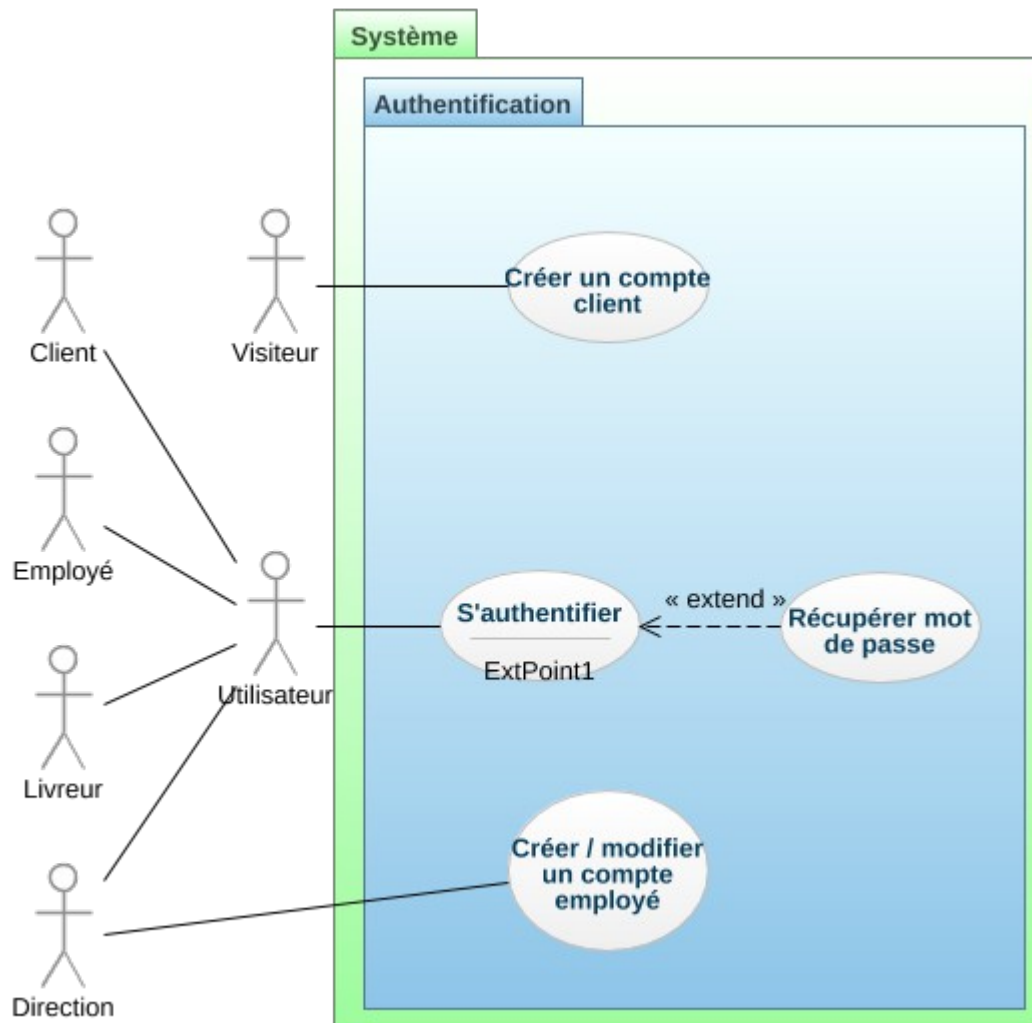 Système
Authentification
Créer un compte
client
Client
Visiteur
Employé
S'authentifier
ExtPoint1
« extend »
Récupérer mot
de passe
Utilisateur
Livreur
Créer / modifier
un compte
employé
Direction